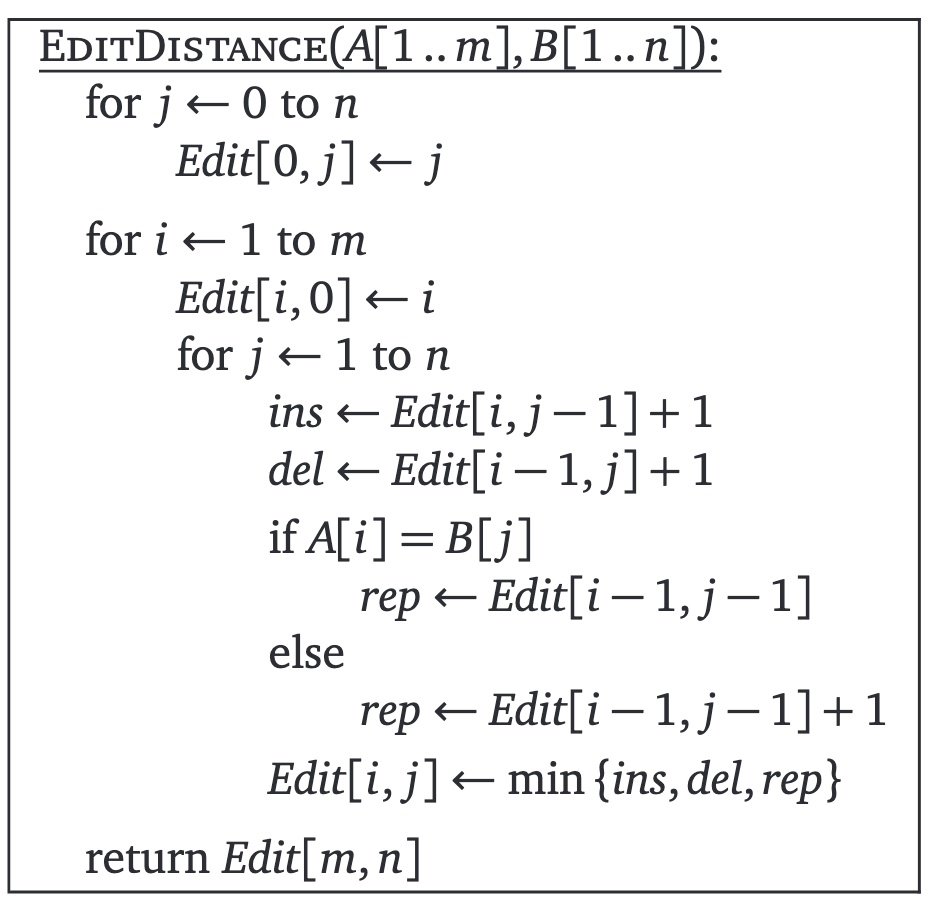 EDITDISTANCE(A[1 .. m], B[1 .. n]):
for j ← 0 to n
Edit[0, j] ← j
for i ← 1 to m
Edit[i, 0] ← i
for j ← 1 to n
ins ← Edit[i, j − 1] + 1
del ← Edit[i − 1, j] + 1
if A[i] = B[j]
rep ← Edit[i − 1, j − 1]
else
rep ← Edit[i − 1, j − 1] + 1
Edit[i, j] ← min {ins, del, rep}
return Edit[m, n]